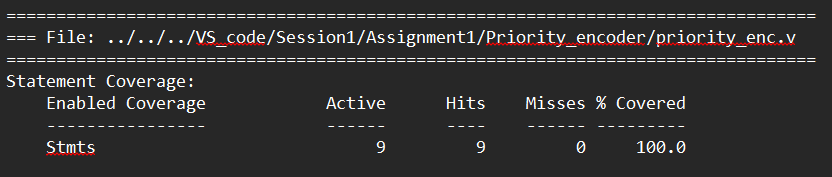 ================================================================================
=== File: ../../../VS_code/Session1/Assignment1/Priority_encoder/priority_enc.v
================================================================================
Statement Coverage:
    Enabled Coverage            Active      Hits    Misses % Covered
    ----------------            ------      ----    ------ ---------
    Stmts                            9         9         0     100.0